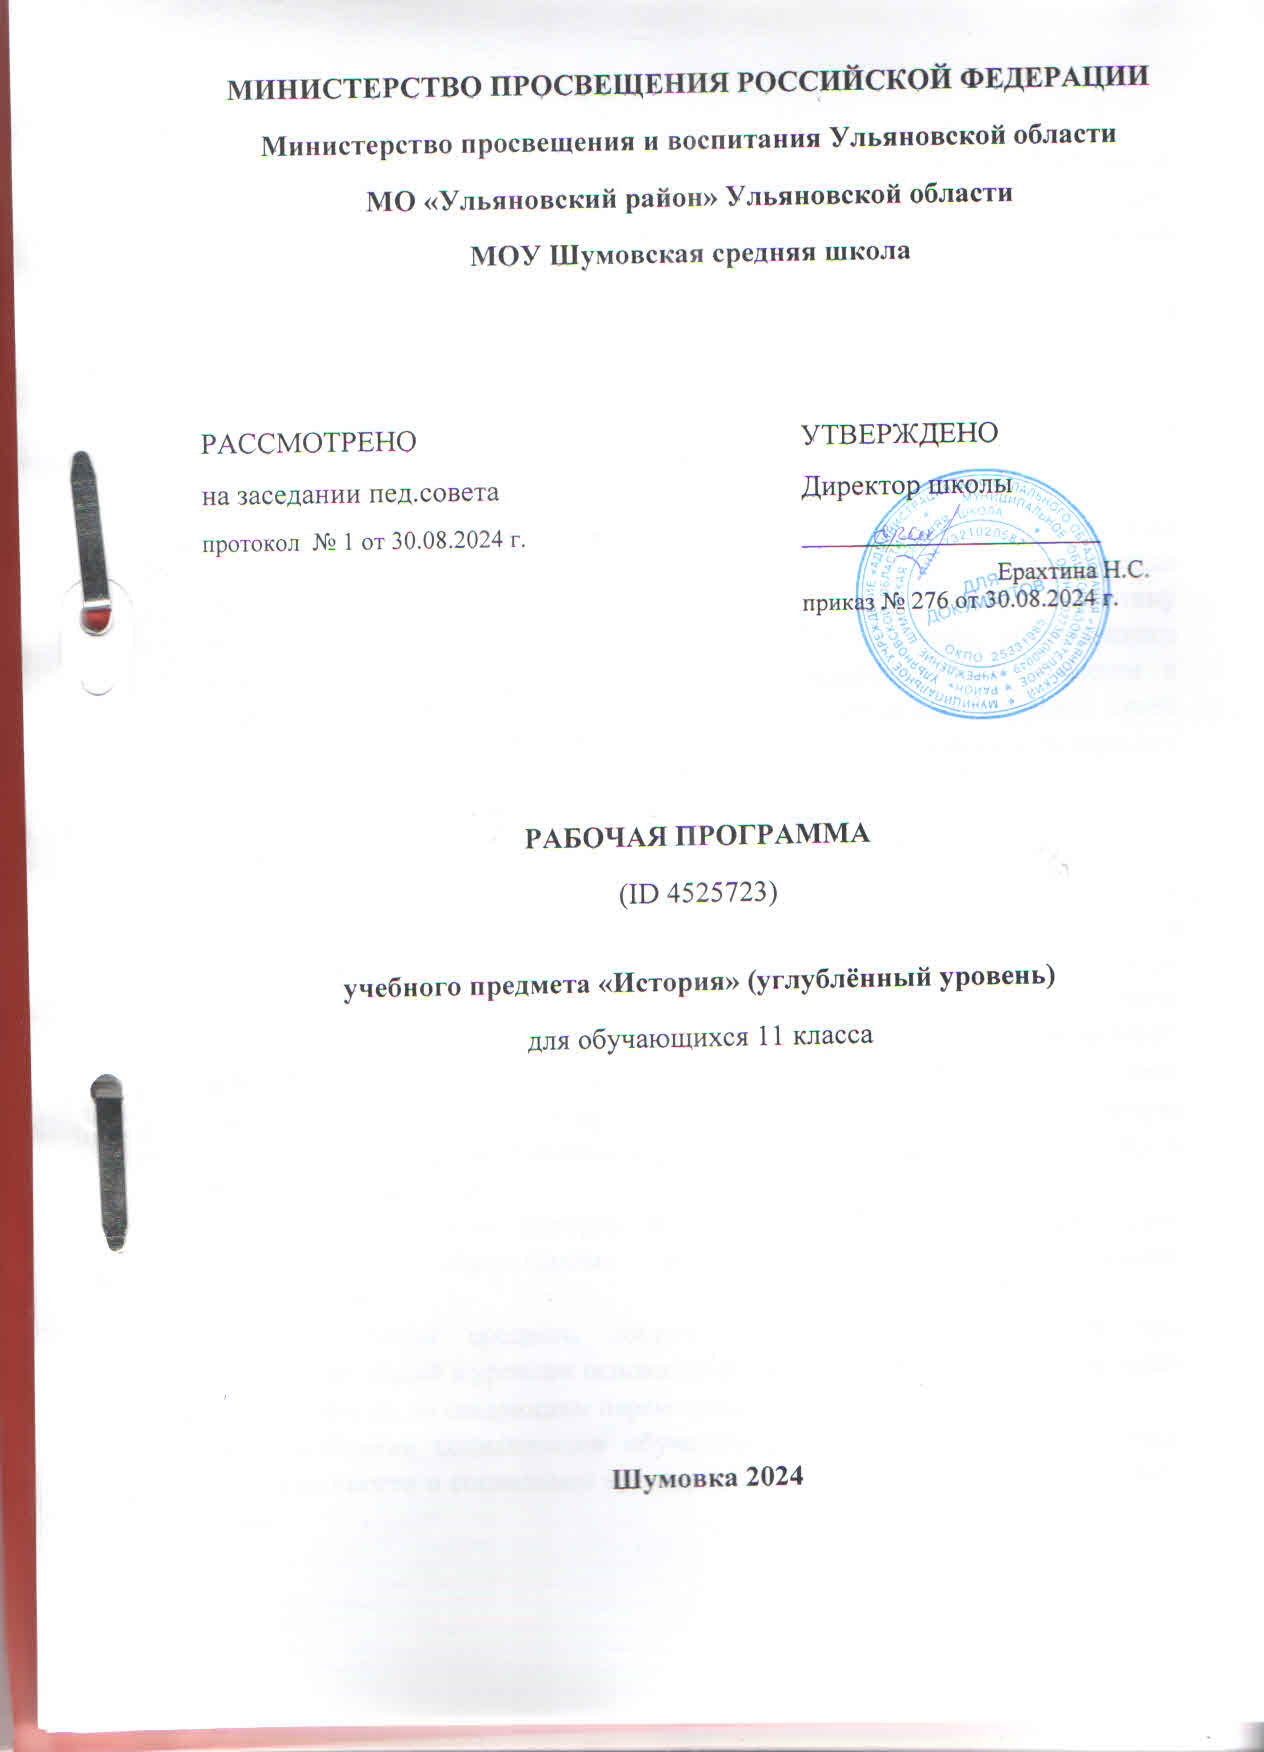 МИНИСТЕРСТВО ПРОСВЕЩЕНИЯ РОССИЙСКОЙ ФЕДЕРАЦИИ
Министерство просвещения и воспитания Ульяновской области
МО «Ульяновский район» Ульяновской области
МОУ Шумовская средняя школа
РАССМОТРЕНО
на заседании пед.совета
протокол № 1 от 30.08.2024 г.
УТВЕРЖДЕНО
Директор школы
Ерахтина Н.С.
приказ № 276 от 30.08.2024 г.
ДЛЯ
ДОКУМЕНТОВ
РАБОЧАЯ ПРОГРАММА
(ID 4525723)
учебного предмета «История» (углублённый уровень)
для обучающихся 11 класса
Шумовка 2024